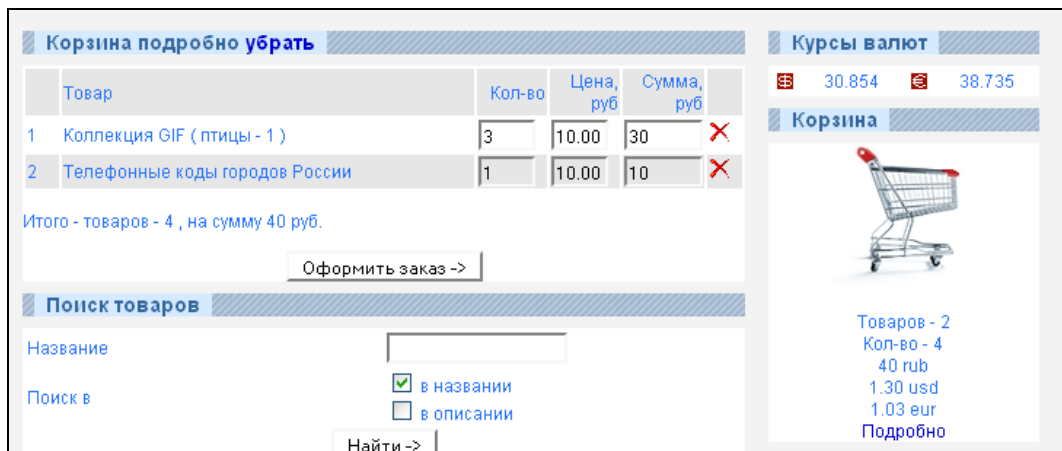 Корзина подробно убрать
Товар Кол-во Цена, руб Сумма, руб
1 Коллекция GIF ( птицы - 1 ) 3 10.00 30
2 Телефонные коды городов России 1 10.00 10
Итого - товаров - 4 , на сумму 40 руб.
Оформить заказ ->
Поиск товаров
Название
Поиск в в названии
в описании
Найти ->
Курсы валют
$ 30.854 € 38.735
Корзина
Товаров - 2
Кол-во - 4
40 rub
1.30 usd
1.03 eur
Подробно